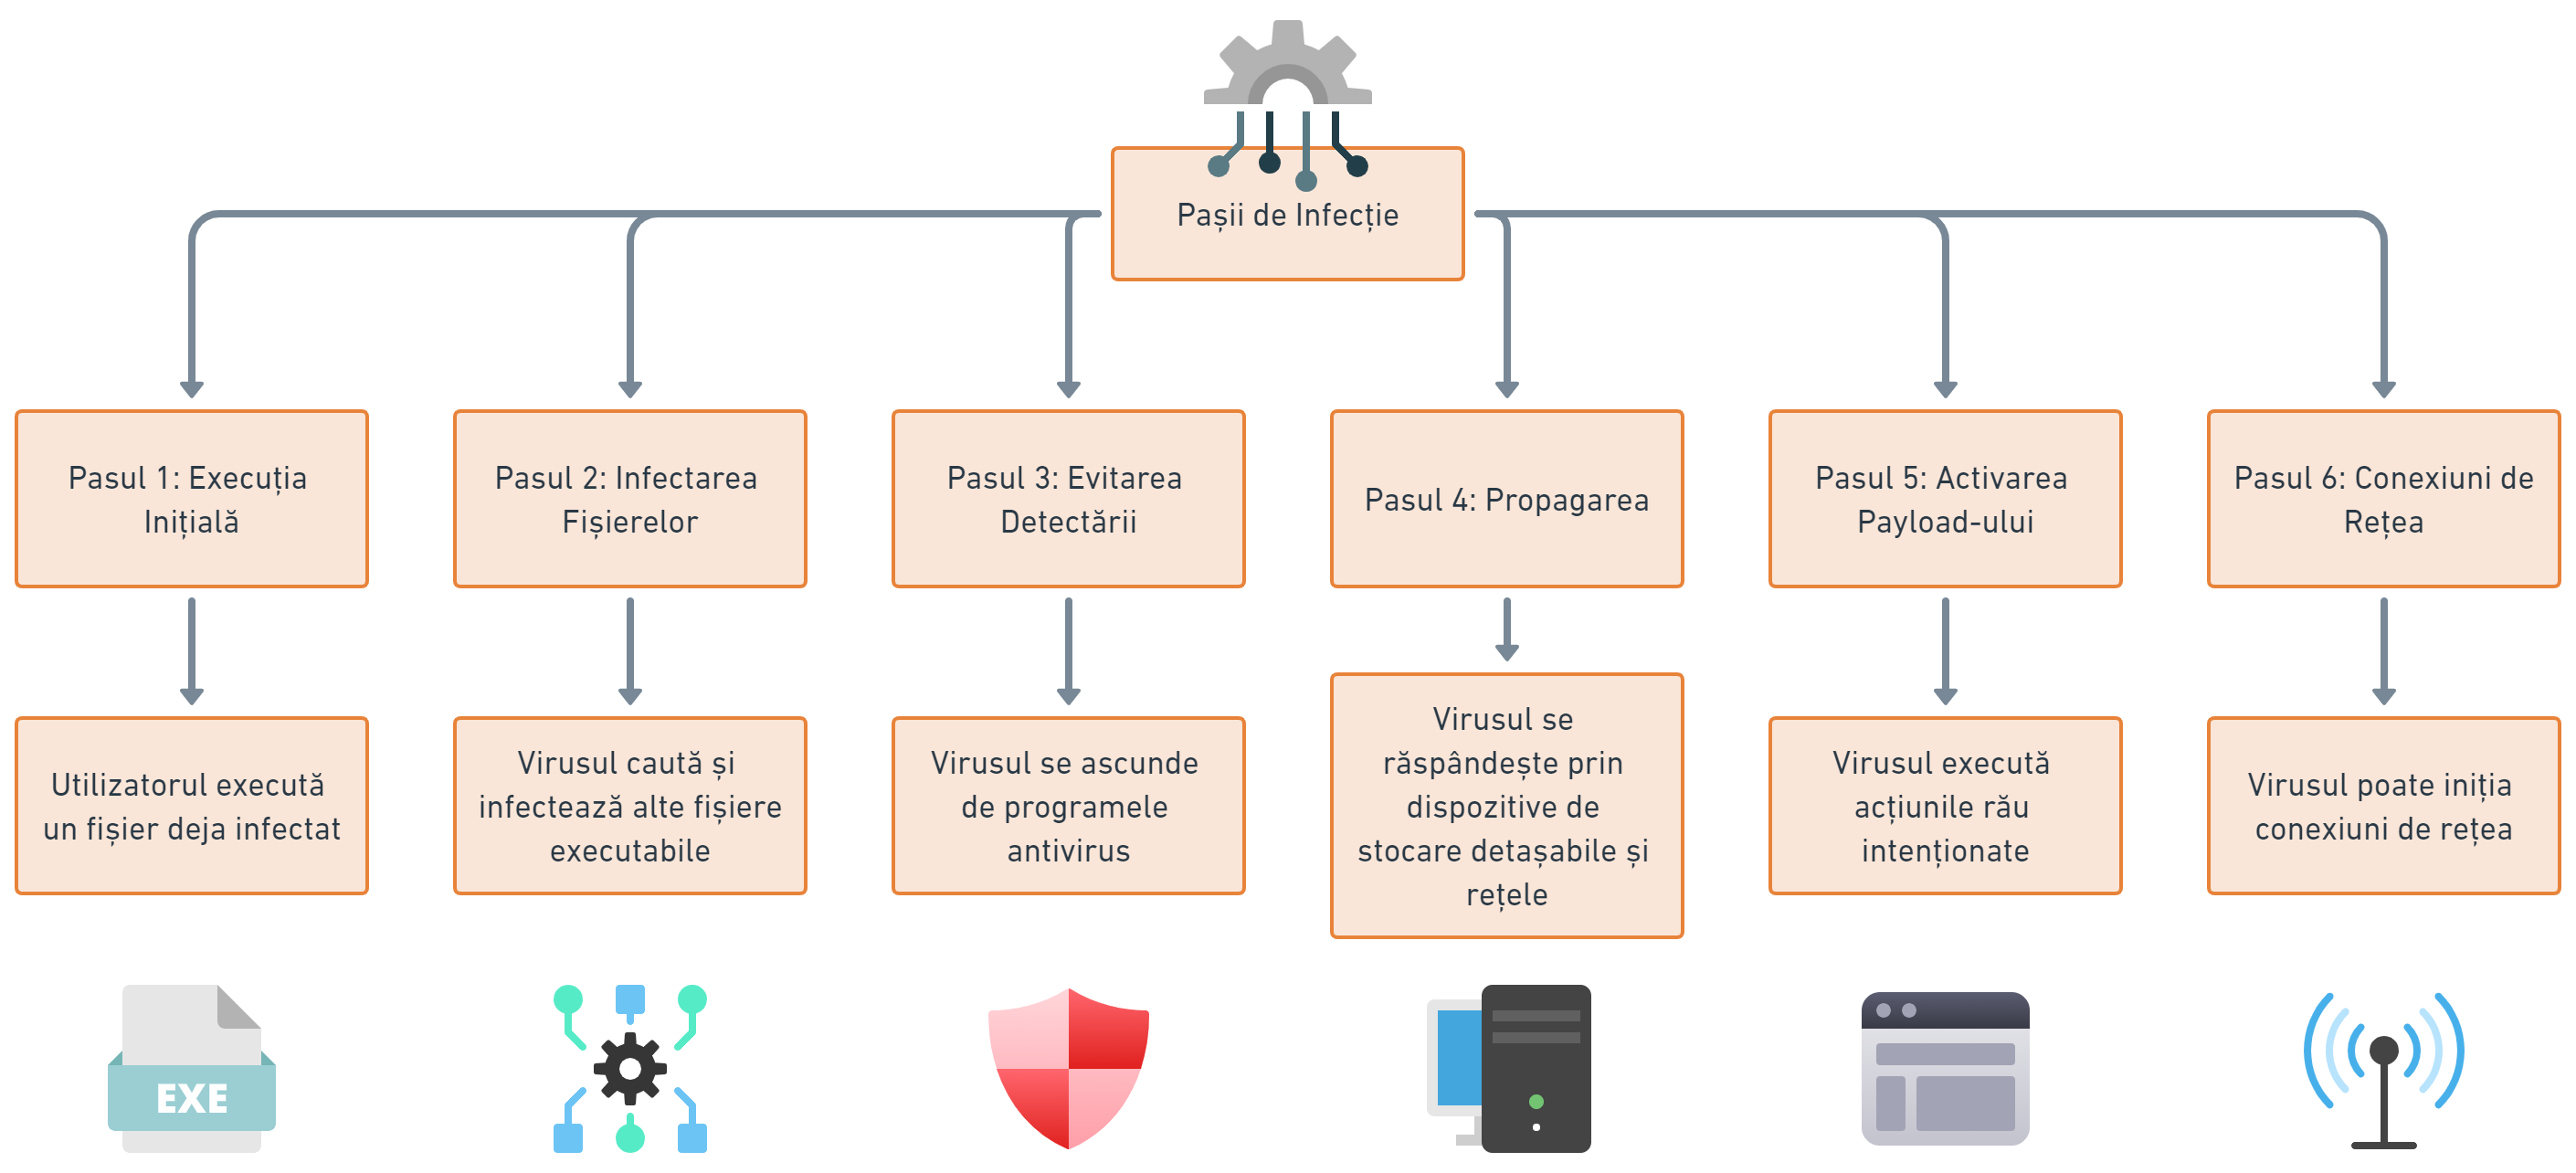 Pașii de Infecție
Pasul 1: Execuția
Inițială
Pasul 2: Infectarea
Fișierelor
Pasul 3: Evitarea
Detectării
Pasul 4: Propagarea
Pasul 5: Activarea
Payload-ului
Pasul 6: Conexiuni de
Rețea
Utilizatorul execută
un fișier deja infectat
Virusul caută și
infectează alte fișiere
executabile
Virusul se ascunde
de programele
antivirus
Virusul se
răspândește prin
dispozitive de
stocare detașabile și
rețele
Virusul execută
acțiunile rău
intenționate
Virusul poate iniția
conexiuni de rețea
EXE